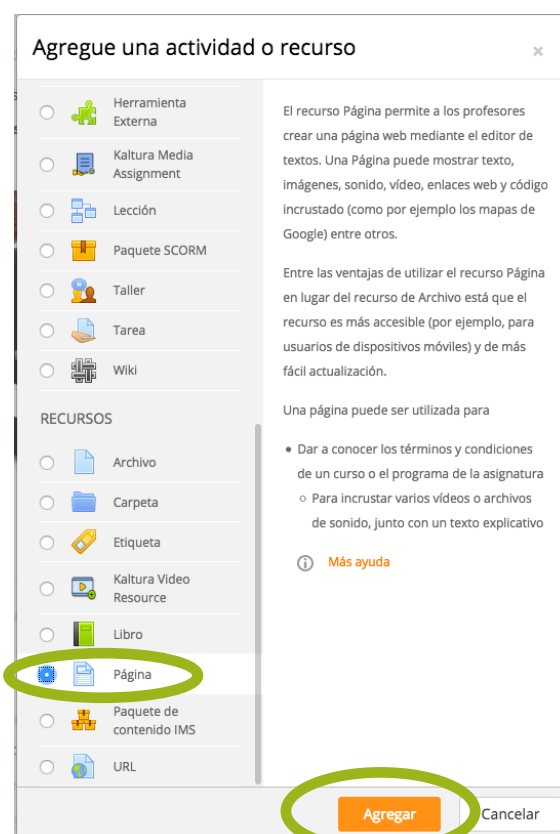 Agregue una actividad o recurso
×
Herramienta
Externa
Kaltura Media
Assignment
Lección
Paquete SCORM
Taller
Tarea
Wiki
RECURSOS
Archivo
Carpeta
Etiqueta
Kaltura Video
Resource
Libro
Página
Paquete de
contenido IMS
URL
El recurso Página permite a los profesores
crear una página web mediante el editor de
textos. Una Página puede mostrar texto,
imágenes, sonido, vídeo, enlaces web y código
incrustado (como por ejemplo los mapas de
Google) entre otros.
Entre las ventajas de utilizar el recurso Página
en lugar del recurso de Archivo está que el
recurso es más accesible (por ejemplo, para
usuarios de dispositivos móviles) y de más
fácil actualización.
Una página puede ser utilizada para
• Dar a conocer los términos y condiciones
de un curso o el programa de la asignatura
○ Para incrustar varios vídeos o archivos
de sonido, junto con un texto explicativo
Más ayuda
Agregar
Cancelar